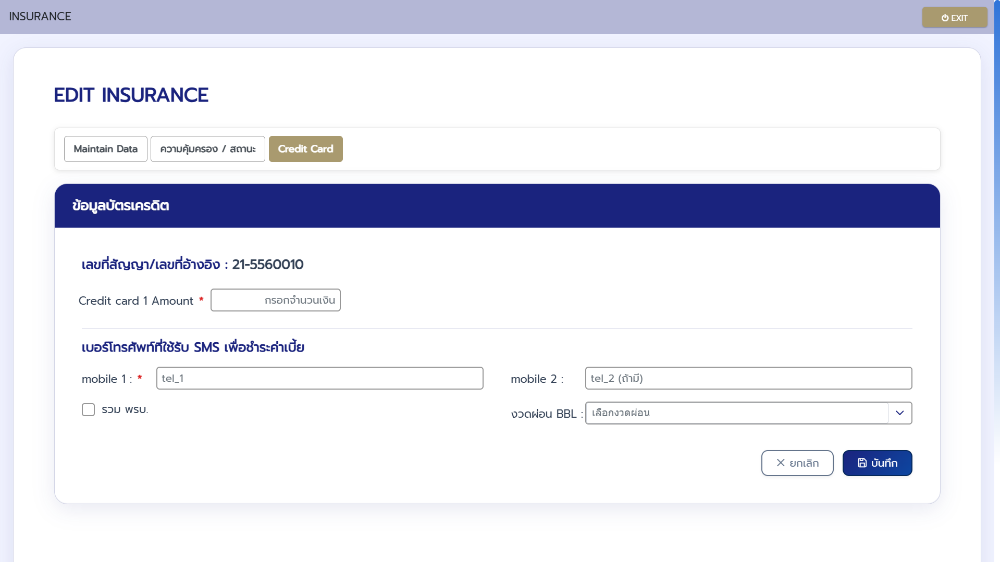 INSURANCE
EXIT
EDIT INSURANCE
Maintain Data
ความคุ้มครอง / สถานะ
Credit Card
ข้อมูลบัตรเครดิต
เลขที่สัญญา/เลขที่อ้างอิง : 21-5560010
Credit card 1 Amount *
กรอกจำนวนเงิน
เบอร์โทรศัพท์ที่ใช้รับ SMS เพื่อชำระค่าเบี้ย
mobile 1 : *
tel_1
mobile 2 :
tel_2 (ถ้ามี)
รวม พรบ.
งวดผ่อน BBL :
เลือกงวดผ่อน
ยกเลิก
บันทึก